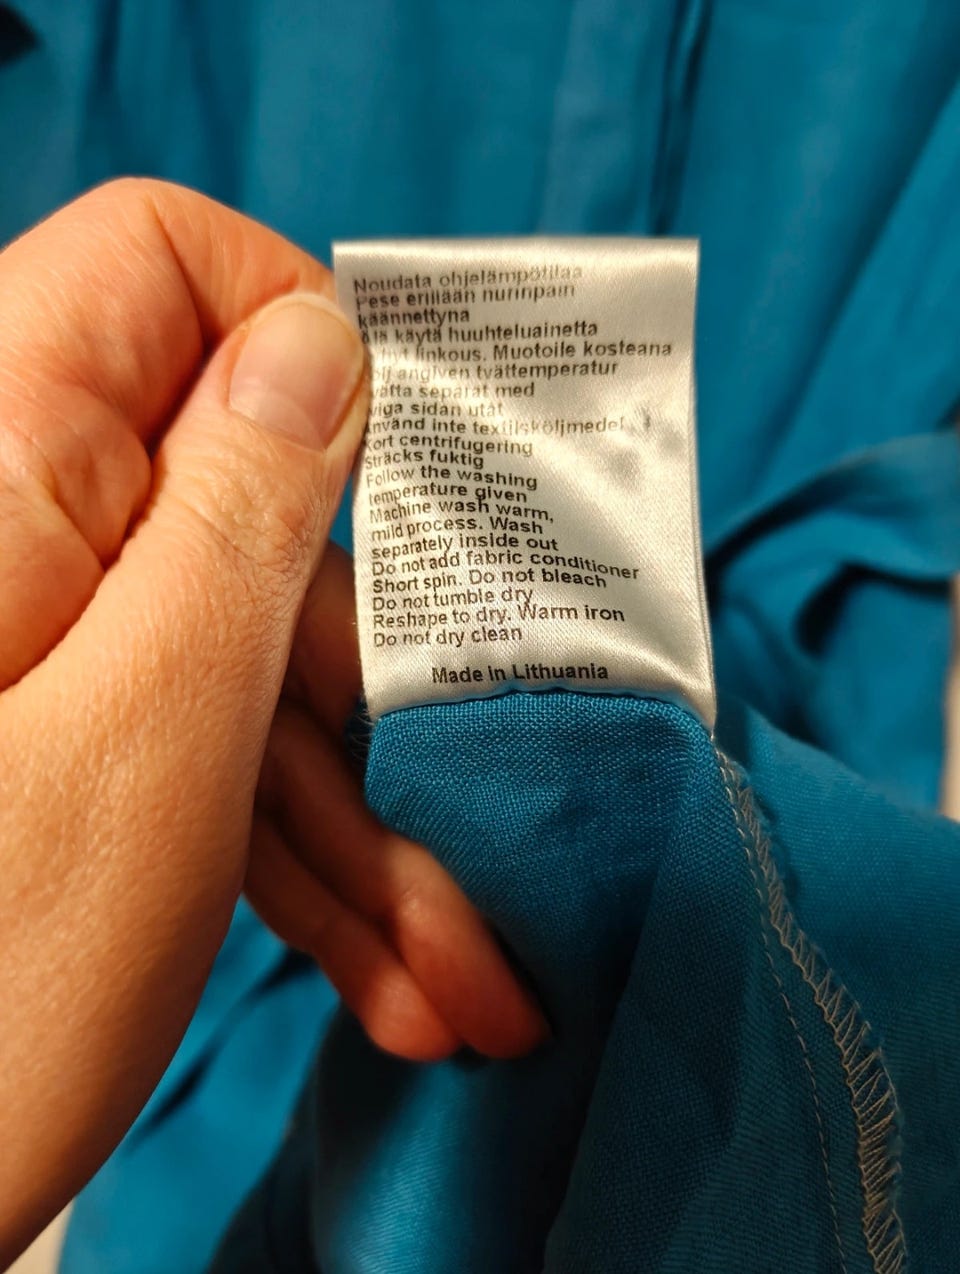 Noudata ohjelämpötilaa
Pese erillään nurinpäin
käännettynä
Älä käytä huuhteluainetta
linkous. Muotoile kosteana
angiven tvättemperatur
separat med
sidan utåt
Använd inte textilsköljmedel
Kort centrifugering
Sträcks fuktig
Follow the washing
temperature given
Machine wash warm,
mild process. Wash
separately inside out
Do not add fabric conditioner
Short spin. Do not bleach
Do not tumble dry
Reshape to dry. Warm iron
Do not dry clean
Made in Lithuania